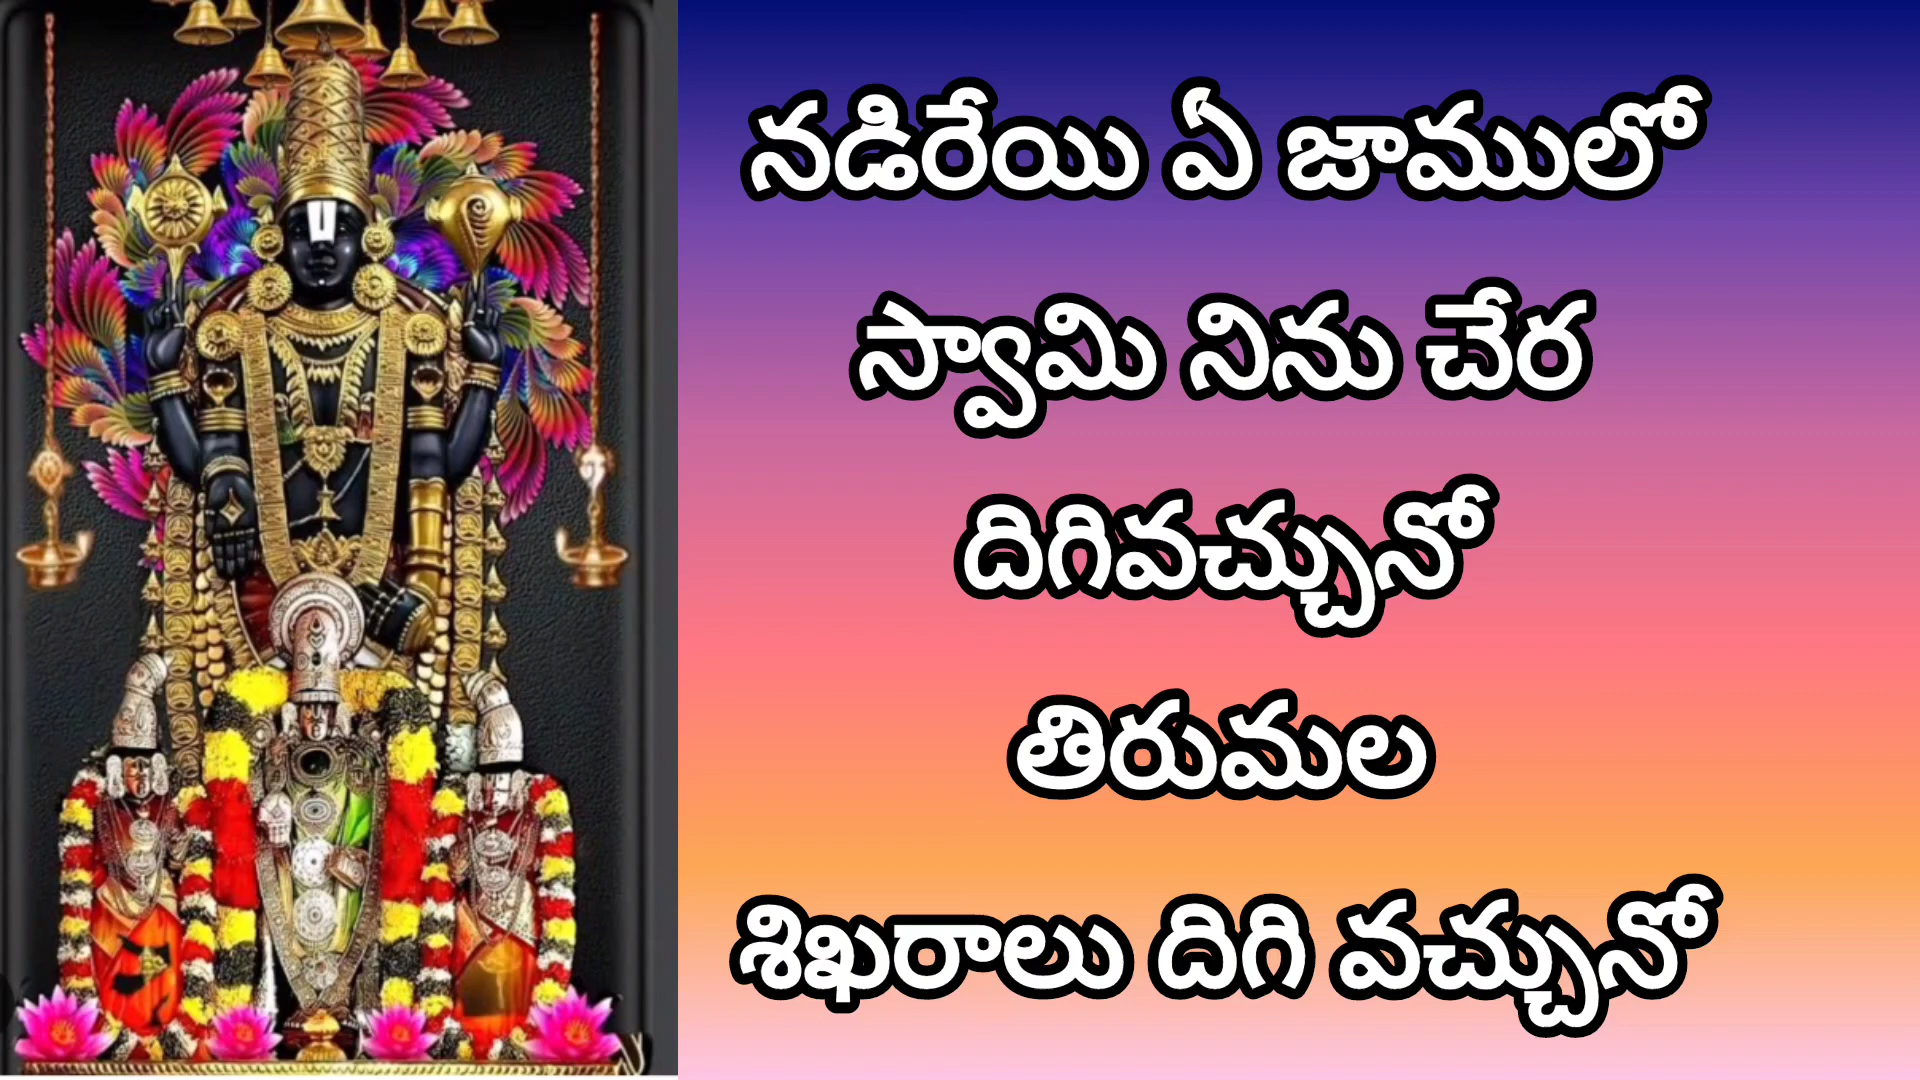 నడిరేయి ఏ జాములో
స్వామి నిను చేర
దిగివచ్చునో
తిరుమల
శిఖరాలు దిగి వచ్చునో